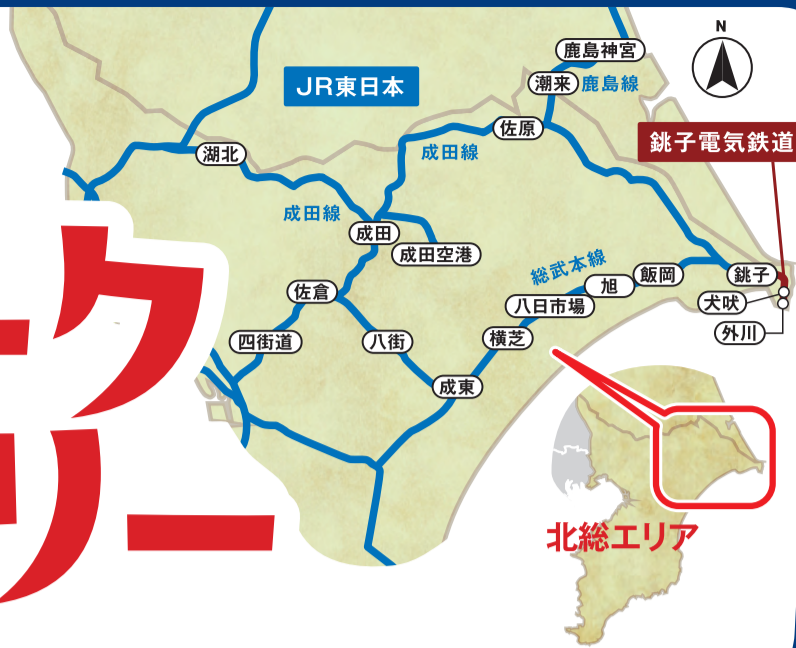 N
鹿島神宮
JR東日本
潮来
鹿島線
佐原
銚子電気鉄道
湖北
成田線
成田線
成田
成田空港
総武本線
飯岡
銚子
旭
佐倉
犬吠
八日市場
外川
四街道
八街
横芝
成東
ーク
リー
北総エリア